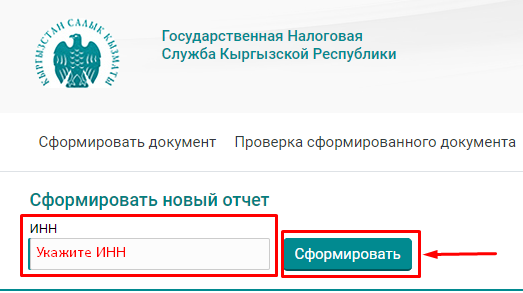 КЫРГЫЗСТАН САЛЫК КЫЗМАТЫ
Государственная Налоговая
Служба Кыргызской Республики
Сформировать документ Проверка сформированного документа
Сформировать новый отчет
ИНН
Укажите ИНН
Сформировать